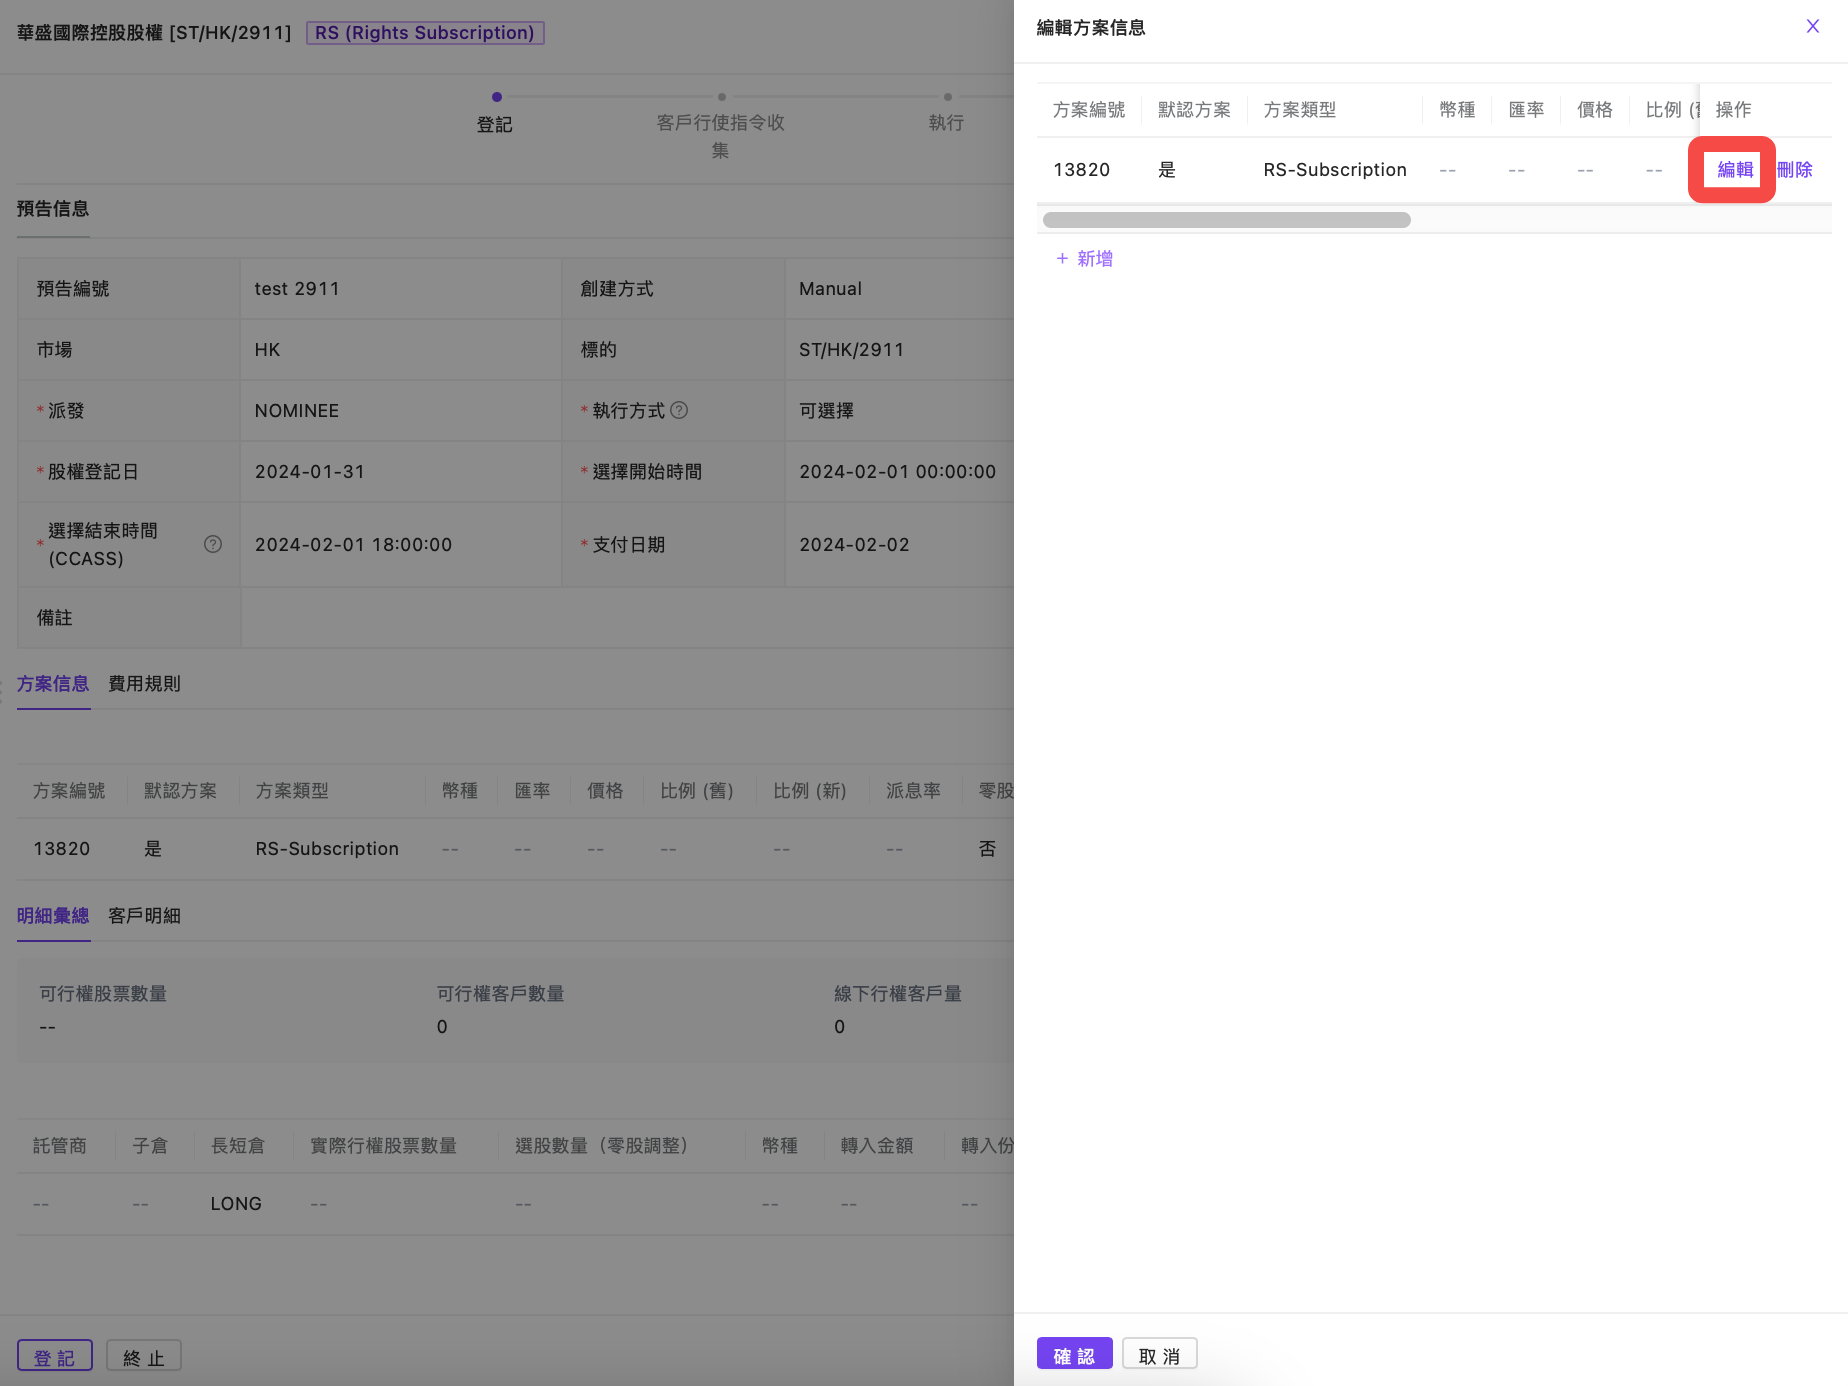 華盛國際控股股權 [ST/HK/2911] RS (Rights Subscription)
登記
客戶行使指令收
集
執行
預告信息
預告編號 test 2911 創建方式 Manual
市場 HK 標的 ST/HK/2911
* 派發 NOMINEE * 執行方式 可選擇
* 股權登記日 2024-01-31 * 選擇開始時間 2024-02-01 00:00:00
* 選擇結束時間
(CCASS) 2024-02-01 18:00:00 * 支付日期 2024-02-02
備註
方案信息 費用規則
方案編號 默認方案 方案類型 幣種 匯率 價格 比例 (舊) 比例 (新) 派息率 零股
13820 是 RS-Subscription -- -- -- -- -- -- 否
明細彙總 客戶明細
可行權股票數量 可行權客戶數量 線下行權客戶量
-- 0 0
託管商 子倉 長短倉 實際行權股票數量 選股數量（零股調整） 幣種 轉入金額 轉入份
-- -- LONG -- -- -- -- --
登記 終止
編輯方案信息
方案編號 默認方案 方案類型 幣種 匯率 價格 比例 ( 操作
13820 是 RS-Subscription -- -- -- -- 編輯 刪除
+ 新增
確認 取消